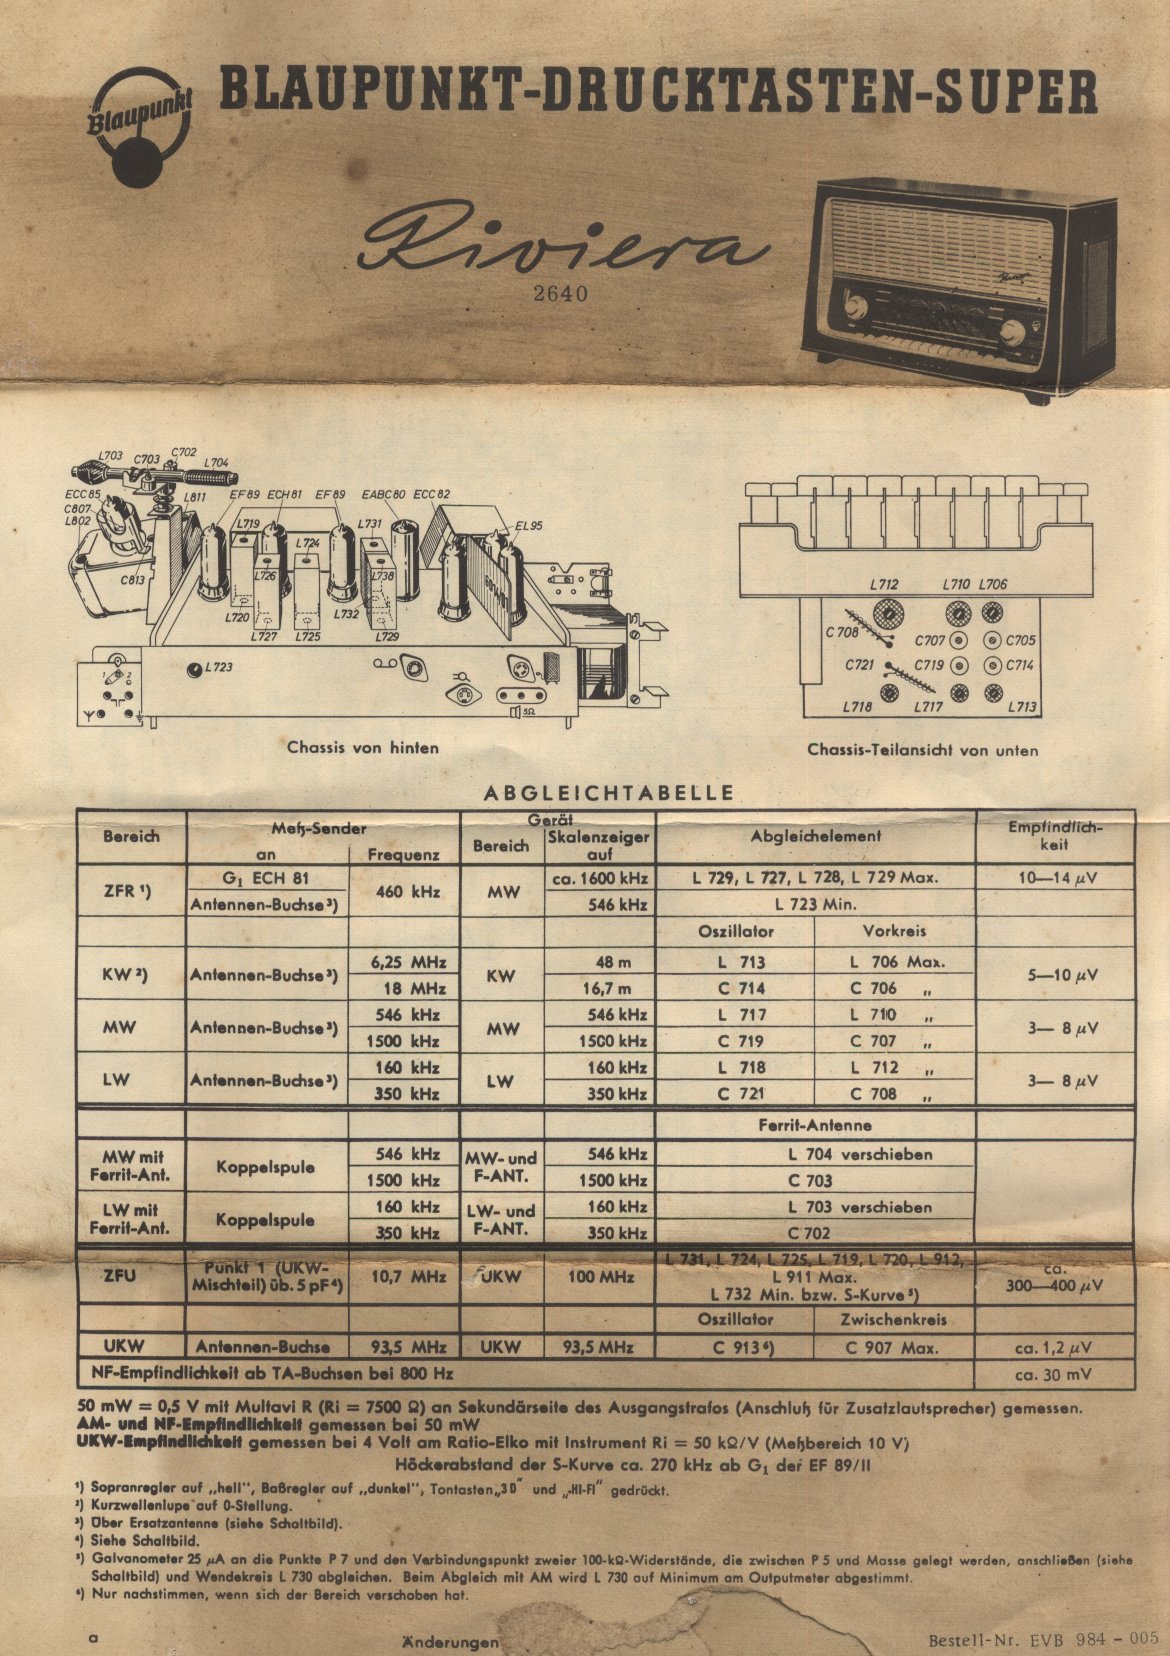 Blaupunkt
BLAUPUNKT-DRUCKTASTEN-SUPER
Riviera
2640
L703 C703 C702 L704
ECC85 C807 L802 C813 L811 EF89 ECH81 EF89 EABC80 ECC82 EL95
L719 L724 L731 L726 L738 L720 L727 L725 L732 L729
L723
1 2
5Ω
Chassis von hinten
L712 L710 L706
C708 C707 C705
C721 C719 C714
L718 L717 L713
Chassis-Teilansicht von unten
ABGLEICHTABELLE
Bereich Meß-Sender an Frequenz Gerät Bereich Skalenzeiger auf Abgleichelement Empfindlich-keit
ZFR ¹) G₁ ECH 81 460 kHz MW ca. 1600 kHz L 729, L 727, L 728, L 729 Max. 10—14 µV
Antennen-Buchse³) 546 kHz L 723 Min.
Oszillator Vorkreis
KW ²) Antennen-Buchse³) 6,25 MHz KW 48 m L 713 L 706 Max. 5—10 µV
18 MHz 16,7 m C 714 C 706 „
MW Antennen-Buchse³) 546 kHz MW 546 kHz L 717 L 710 „ 3— 8 µV
1500 kHz 1500 kHz C 719 C 707 „
LW Antennen-Buchse³) 160 kHz LW 160 kHz L 718 L 712 „ 3— 8 µV
350 kHz 350 kHz C 721 C 708 „
Ferrit-Antenne
MW mit Ferrit-Ant. Koppelspule 546 kHz MW- und F-ANT. 546 kHz L 704 verschieben
1500 kHz 1500 kHz C 703
LW mit Ferrit-Ant. Koppelspule 160 kHz LW- und F-ANT. 160 kHz L 703 verschieben
350 kHz 350 kHz C 702
ZFU Punkt 1 (UKW-Mischteil) üb. 5 pF⁴) 10,7 MHz UKW 100 MHz L 731, L 724, L 725, L 719, L 720, L 912, L 911 Max. ca. 300—400 µV
L 732 Min. bzw. S-Kurve⁵)
Oszillator Zwischenkreis
UKW Antennen-Buchse 93,5 MHz UKW 93,5 MHz C 913⁶) C 907 Max. ca. 1,2 µV
NF-Empfindlichkeit ab TA-Buchsen bei 800 Hz ca. 30 mV
50 mW = 0,5 V mit Multavi R (Ri = 7500 Ω) an Sekundärseite des Ausgangstrafos (Anschluß für Zusatzlautsprecher) gemessen.
AM- und NF-Empfindlichkeit gemessen bei 50 mW
UKW-Empfindlichkeit gemessen bei 4 Volt am Ratio-Elko mit Instrument Ri = 50 kΩ/V (Meßbereich 10 V)
Höckerabstand der S-Kurve ca. 270 kHz ab G₁ der EF 89/II
¹) Sopranregler auf „hell“, Baßregler auf „dunkel“, Tontasten „3D“ und „HI-FI“ gedrückt.
²) Kurzwellenlupe auf 0-Stellung.
³) Über Ersatzantenne (siehe Schaltbild).
⁴) Siehe Schaltbild.
⁵) Galvanometer 25 µA an die Punkte P 7 und den Verbindungspunkt zweier 100-kΩ-Widerstände, die zwischen P 5 und Masse gelegt werden, anschließen (siehe
Schaltbild) und Wendekreis L 730 abgleichen. Beim Abgleich mit AM wird L 730 auf Minimum am Outputmeter abgestimmt.
⁶) Nur nachstimmen, wenn sich der Bereich verschoben hat.
a Änderungen Bestell-Nr. EVB 984 - 005